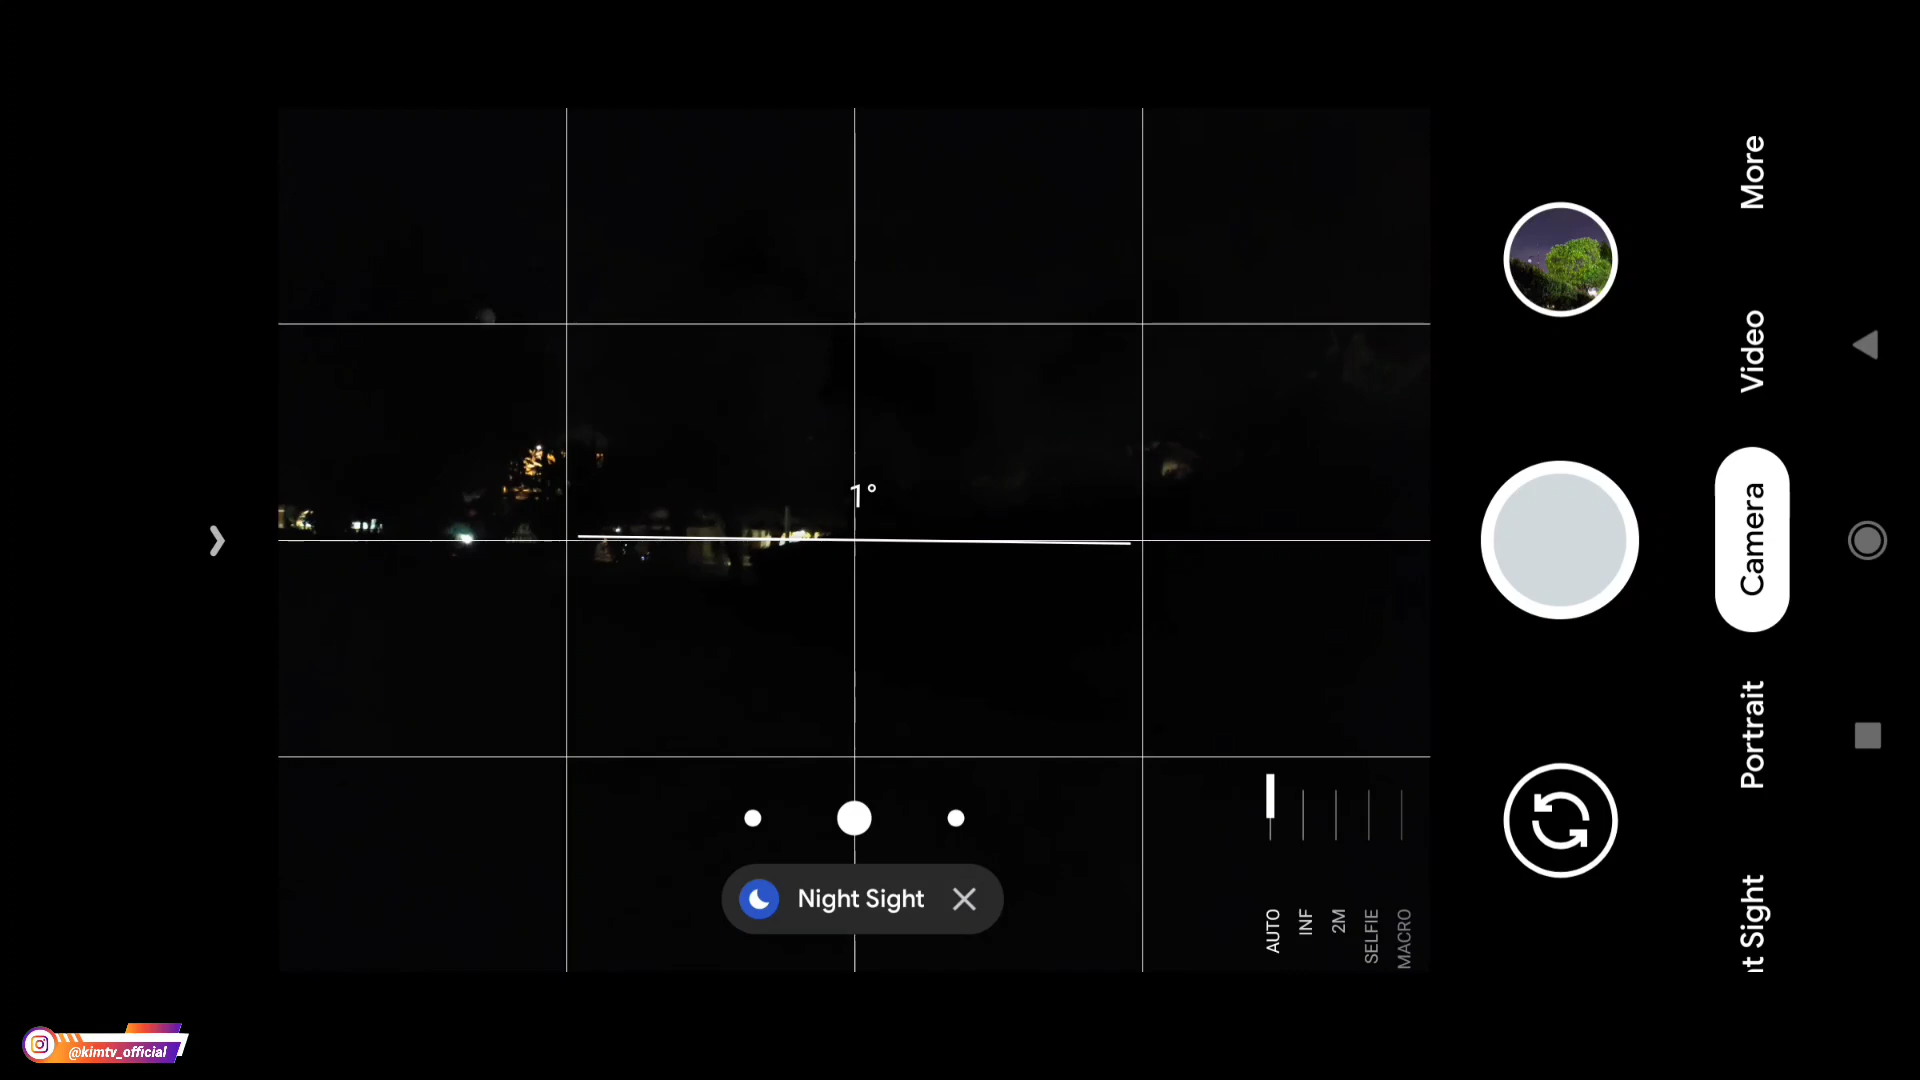 More
Video
Camera
Portrait
t Sight
1°
Night Sight
AUTO
INF
2M
SELFIE
MACRO
@kimtv_official